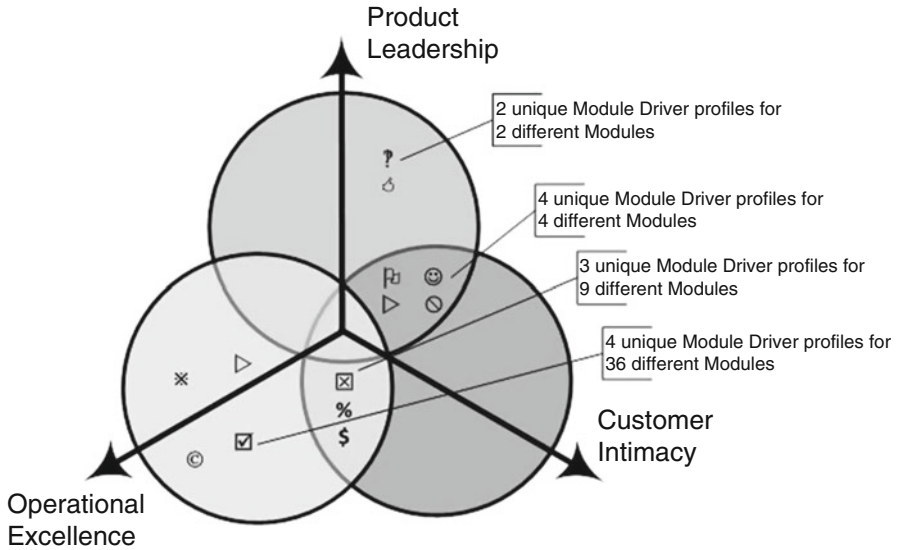 Product
Leadership
2 unique Module Driver profiles for
2 different Modules
4 unique Module Driver profiles for
4 different Modules
3 unique Module Driver profiles for
9 different Modules
4 unique Module Driver profiles for
36 different Modules
%
$
©
Customer
Intimacy
Operational
Excellence